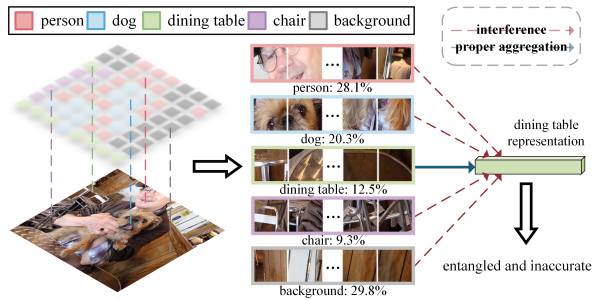 person dog dining table chair background
interference
proper aggregation
person: 28.1%
dog: 20.3%
dining table: 12.5%
chair: 9.3%
background: 29.8%
dining table
representation
entangled and inaccurate